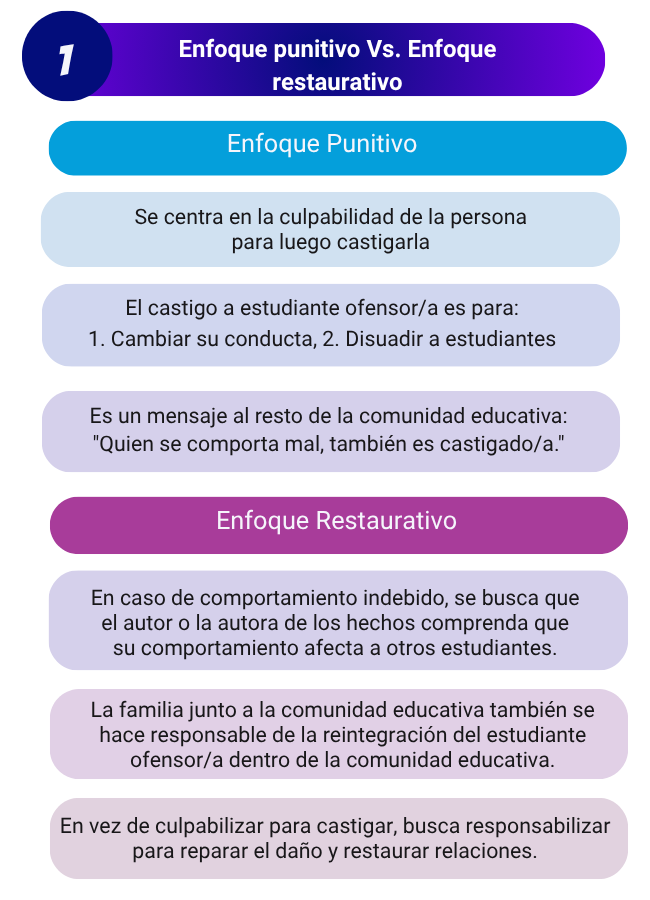 1
Enfoque punitivo Vs. Enfoque
restaurativo
Enfoque Punitivo
Se centra en la culpabilidad de la persona
para luego castigarla
El castigo a estudiante ofensor/a es para:
1. Cambiar su conducta, 2. Disuadir a estudiantes
Es un mensaje al resto de la comunidad educativa:
"Quien se comporta mal, también es castigado/a."
Enfoque Restaurativo
En caso de comportamiento indebido, se busca que
el autor o la autora de los hechos comprenda que
su comportamiento afecta a otros estudiantes.
La familia junto a la comunidad educativa también se
hace responsable de la reintegración del estudiante
ofensor/a dentro de la comunidad educativa.
En vez de culpabilizar para castigar, busca responsabilizar
para reparar el daño y restaurar relaciones.